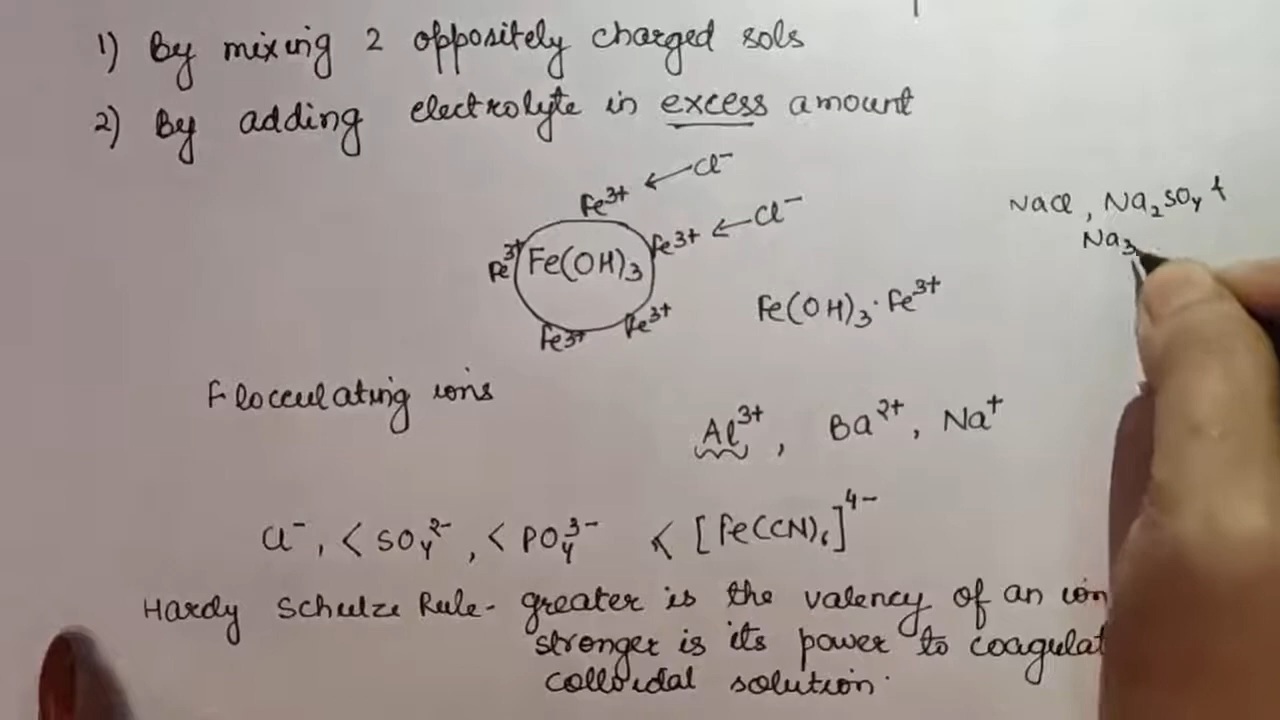 1) By mixing 2 oppositely charged sols
2) By adding electrolyte in excess amount
Fe³⁺ ← Cl⁻
Fe³⁺ ← Cl⁻
NaCl, Na₂SO₄ +
Na₃
Fe³⁺ Fe(OH)₃
Fe(OH)₃·Fe³⁺
Fe³⁺ Fe³⁺
Flocculating ions
Al³⁺, Ba²⁺, Na⁺
Cl⁻, < SO₄²⁻, < PO₄³⁻ < [Fe(CN)₆]⁴⁻
Hardy Schulze Rule - greater is the valency of an ion
stronger is its power to coagulat
colloidal solution.